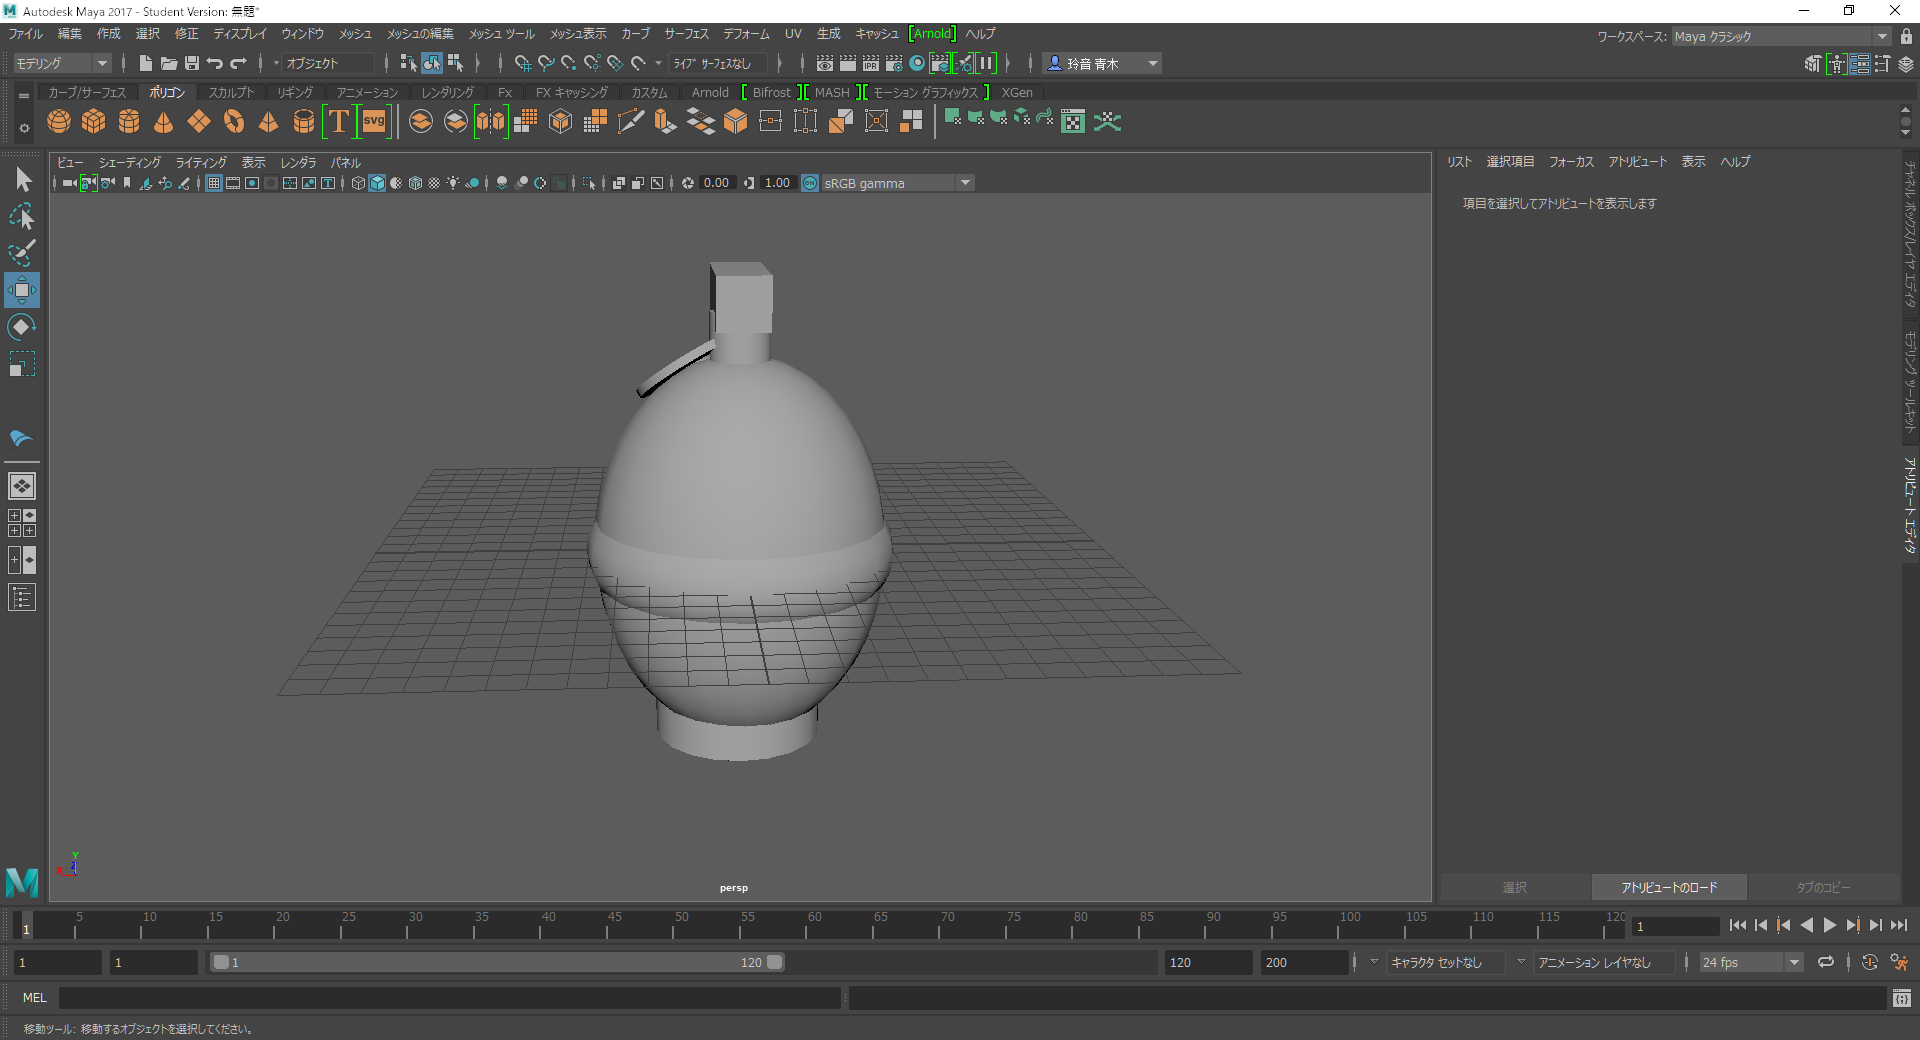 Autodesk Maya 2017 - Student Version: 無題*
ファイル 編集 作成 選択 修正 ディスプレイ ウィンドウ メッシュ メッシュの編集 メッシュ ツール メッシュ表示 カーブ サーフェス デフォーム UV 生成 キャッシュ [Arnold] ヘルプ
ワークスペース: Maya クラシック
モデリング オブジェクト ライブ サーフェスなし IPR 玲音 青木
カーブ/サーフェス ポリゴン スカルプト リギング アニメーション レンダリング Fx FX キャッシング カスタム Arnold Bifrost MASH モーション グラフィックス XGen
T svg
ビュー シェーディング ライティング 表示 レンダラ パネル
0.00 1.00 ON sRGB gamma
リスト 選択項目 フォーカス アトリビュート 表示 ヘルプ
項目を選択してアトリビュートを表示します
チャネル ボックス/レイヤ エディタ
モデリング ツールキット
アトリビュート エディタ
Y
Z
X
persp
選択 アトリビュートのロード タブのコピー
1 5 10 15 20 25 30 35 40 45 50 55 60 65 70 75 80 85 90 95 100 105 110 115 120
1
1 1 1 120 120 200 キャラクタ セットなし アニメーション レイヤなし 24 fps
MEL
移動ツール: 移動するオブジェクトを選択してください。